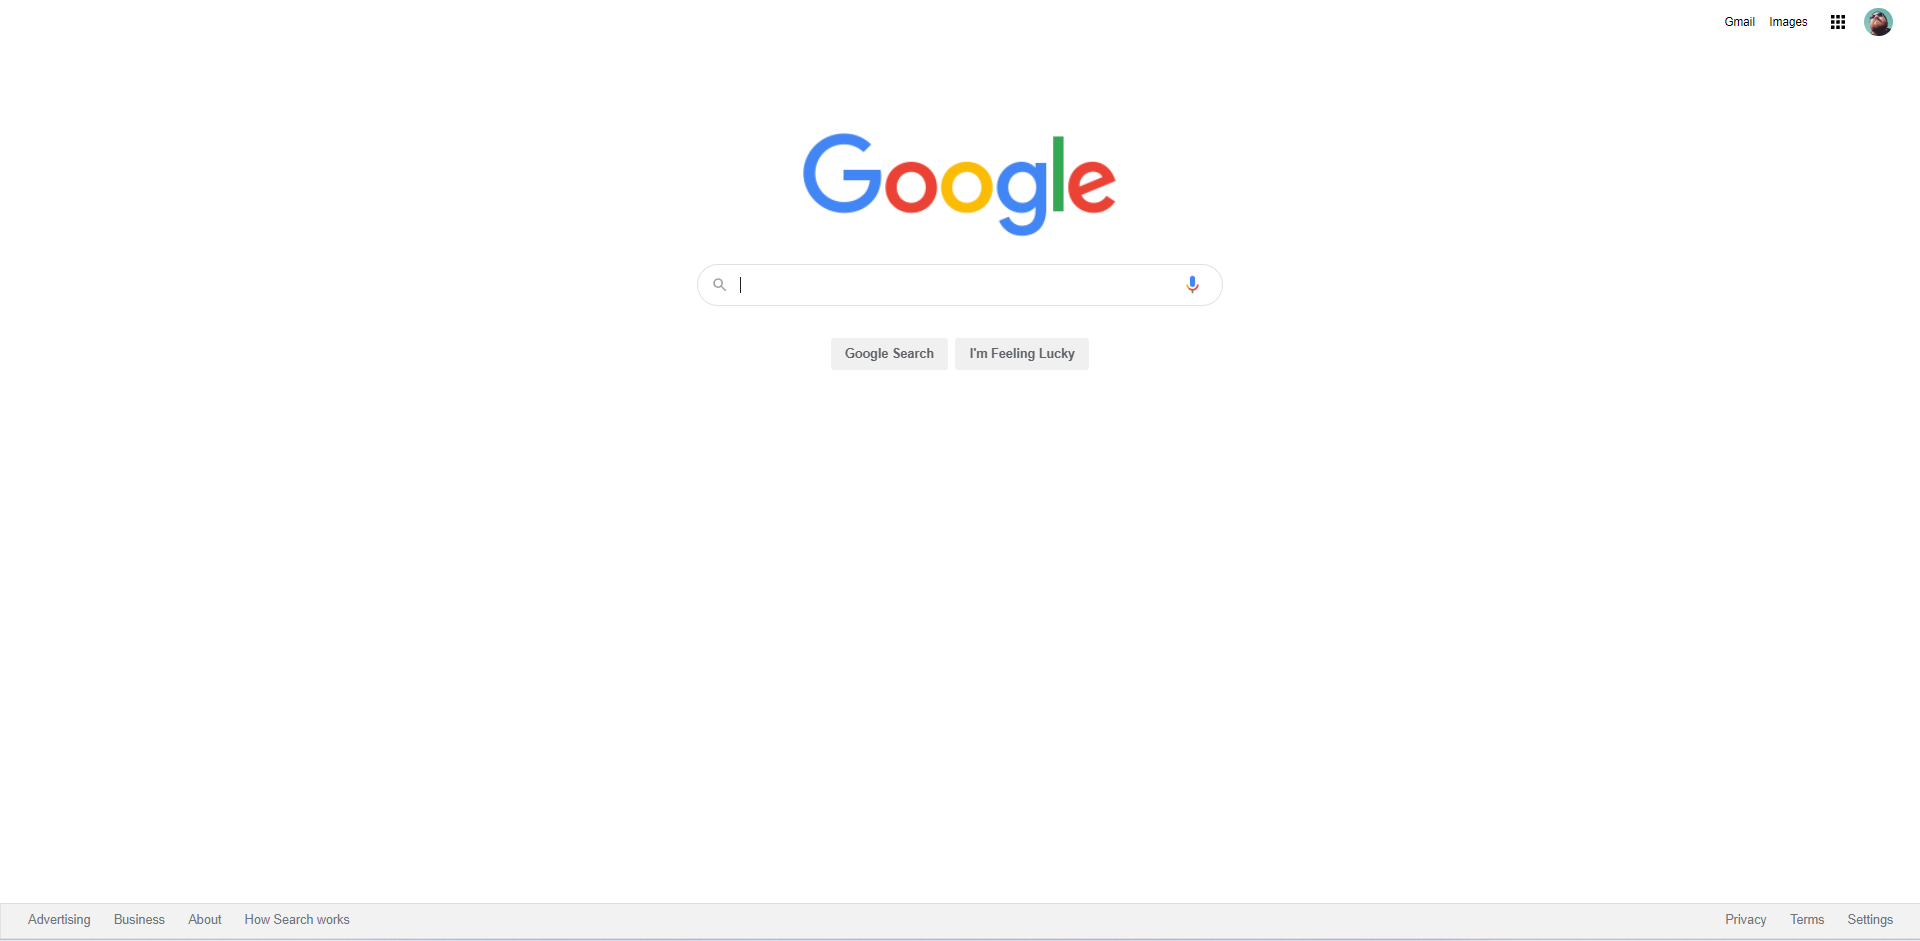 Gmail Images
Google
Google Search I'm Feeling Lucky
Advertising Business About How Search works Privacy Terms Settings